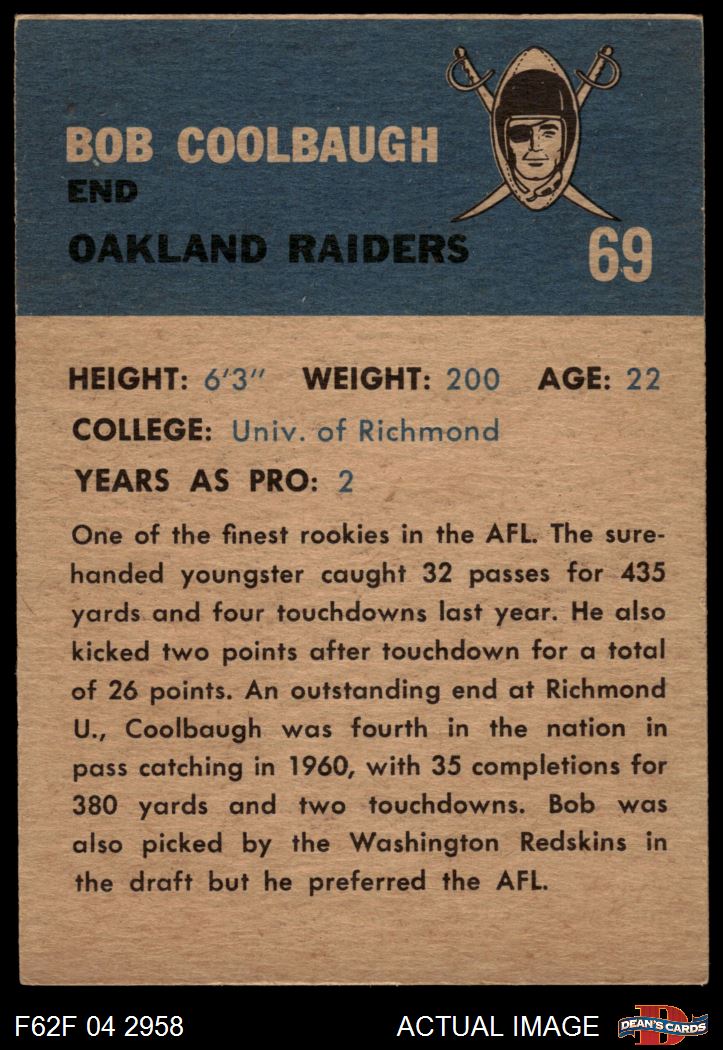 BOB COOLBAUGH
END
OAKLAND RAIDERS
69
HEIGHT: 6'3" WEIGHT: 200 AGE: 22
COLLEGE: Univ. of Richmond
YEARS AS PRO: 2
One of the finest rookies in the AFL. The sure-
handed youngster caught 32 passes for 435
yards and four touchdowns last year. He also
kicked two points after touchdown for a total
of 26 points. An outstanding end at Richmond
U., Coolbaugh was fourth in the nation in
pass catching in 1960, with 35 completions for
380 yards and two touchdowns. Bob was
also picked by the Washington Redskins in
the draft but he preferred the AFL.
F62F 04 2958
ACTUAL IMAGE
D
DEAN'S CARDS